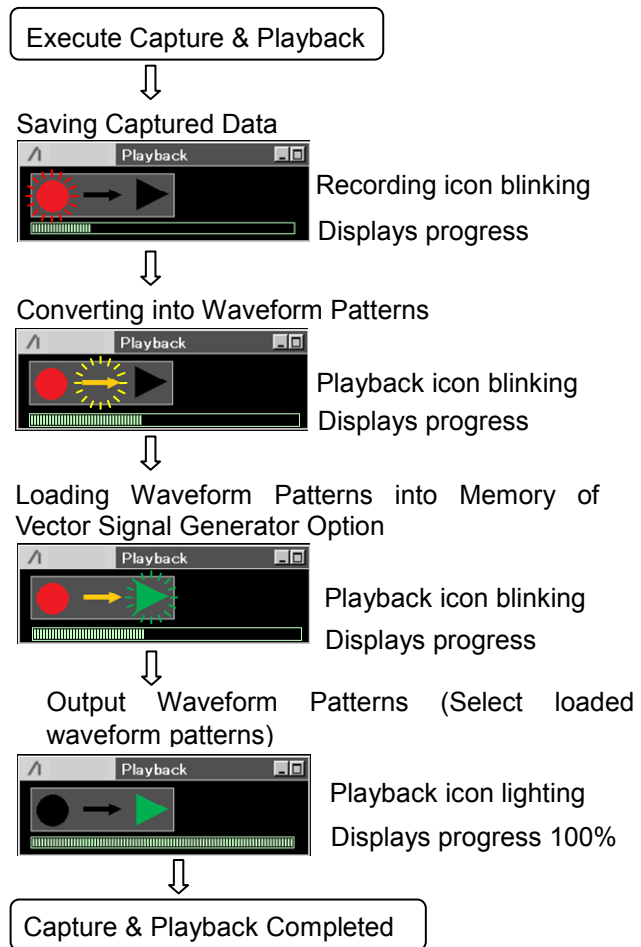 Execute Capture & Playback
Saving Captured Data
Playback
Recording icon blinking
Displays progress
Converting into Waveform Patterns
Playback
Playback icon blinking
Displays progress
Loading Waveform Patterns into Memory of
Vector Signal Generator Option
Playback
Playback icon blinking
Displays progress
Output Waveform Patterns (Select loaded
waveform patterns)
Playback
Playback icon lighting
Displays progress 100%
Capture & Playback Completed